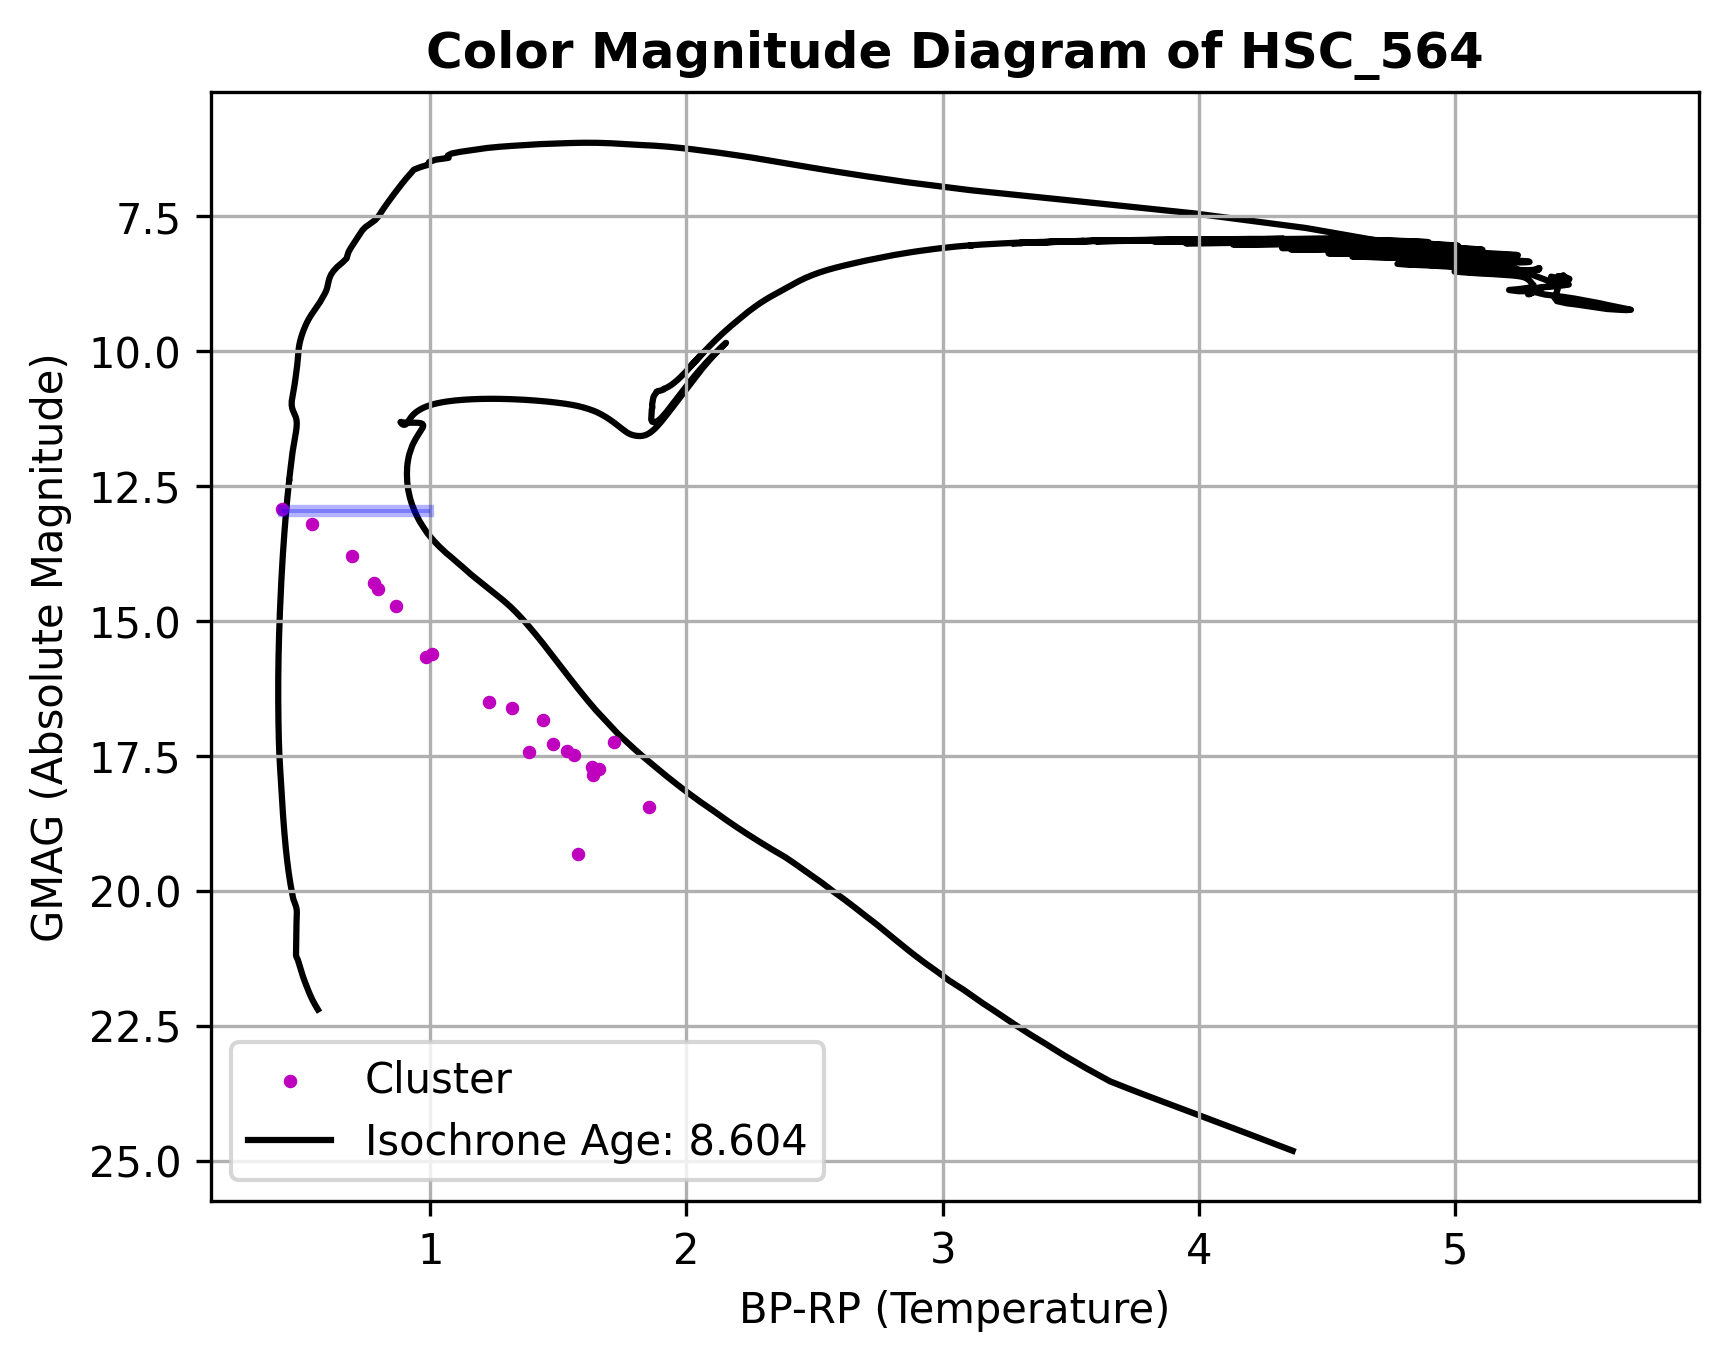 Color Magnitude Diagram of HSC_564
GMAG (Absolute Magnitude)
7.5
10.0
12.5
15.0
17.5
20.0
22.5
25.0
Cluster
Isochrone Age: 8.604
1 2 3 4 5
BP-RP (Temperature)